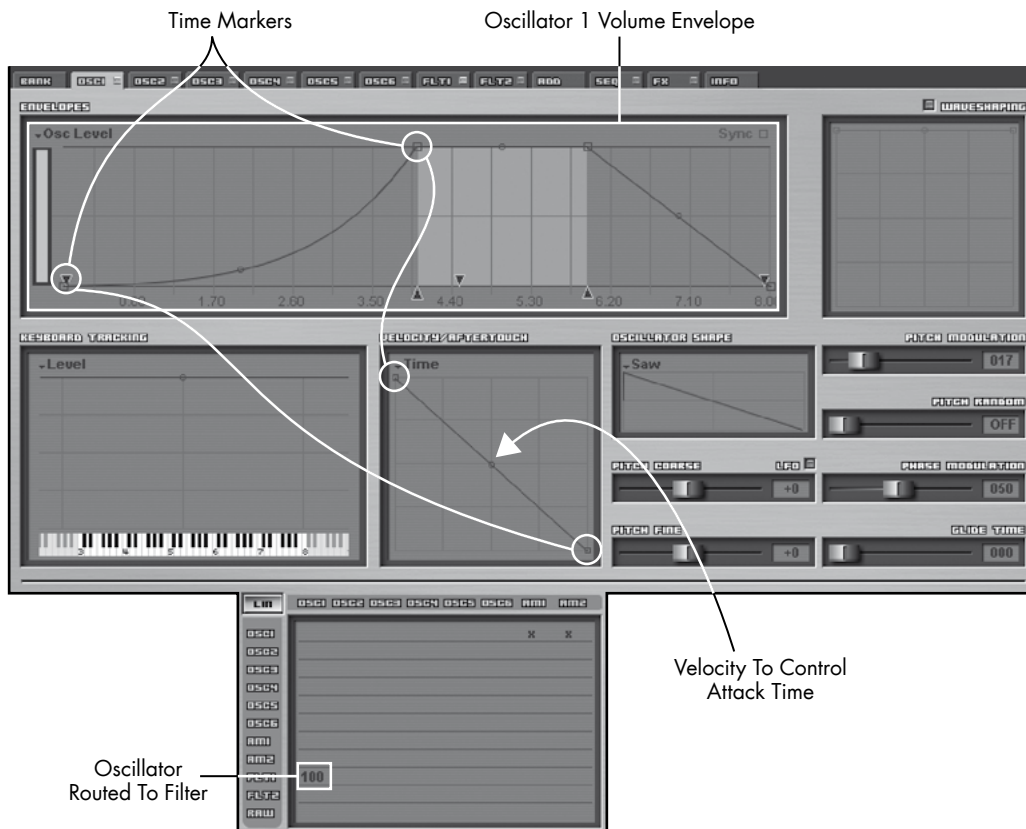 Time Markers
Oscillator 1 Volume Envelope
BANK OSC1 OSC2 OSC3 OSC4 OSC5 OSC6 FLT1 FLT2 ADD SEQ FX INFO
ENVELOPES
WAVESHAPING
Osc Level
Sync
0.00 1.70 2.60 3.50 4.40 5.30 6.20 7.10 8.0
KEYBOARD TRACKING
VELOCITY/AFTERTOUCH
OSCILLATOR SHAPE
PITCH MODULATION
Level
Time
Saw
017
PITCH RANDOM
OFF
PITCH COARSE
LFO
PHASE MODULATION
+0
050
3 4 5 6 7 8
PITCH FINE
GLIDE TIME
+0
000
LIN
OSC1 OSC2 OSC3 OSC4 OSC5 OSC6 AM1 AM2
OSC1
X X
OSC2
OSC3
OSC4
OSC5
OSC6
AM1
AM2
FLT1
100
FLT2
RAW
Velocity To Control
Attack Time
Oscillator
Routed To Filter